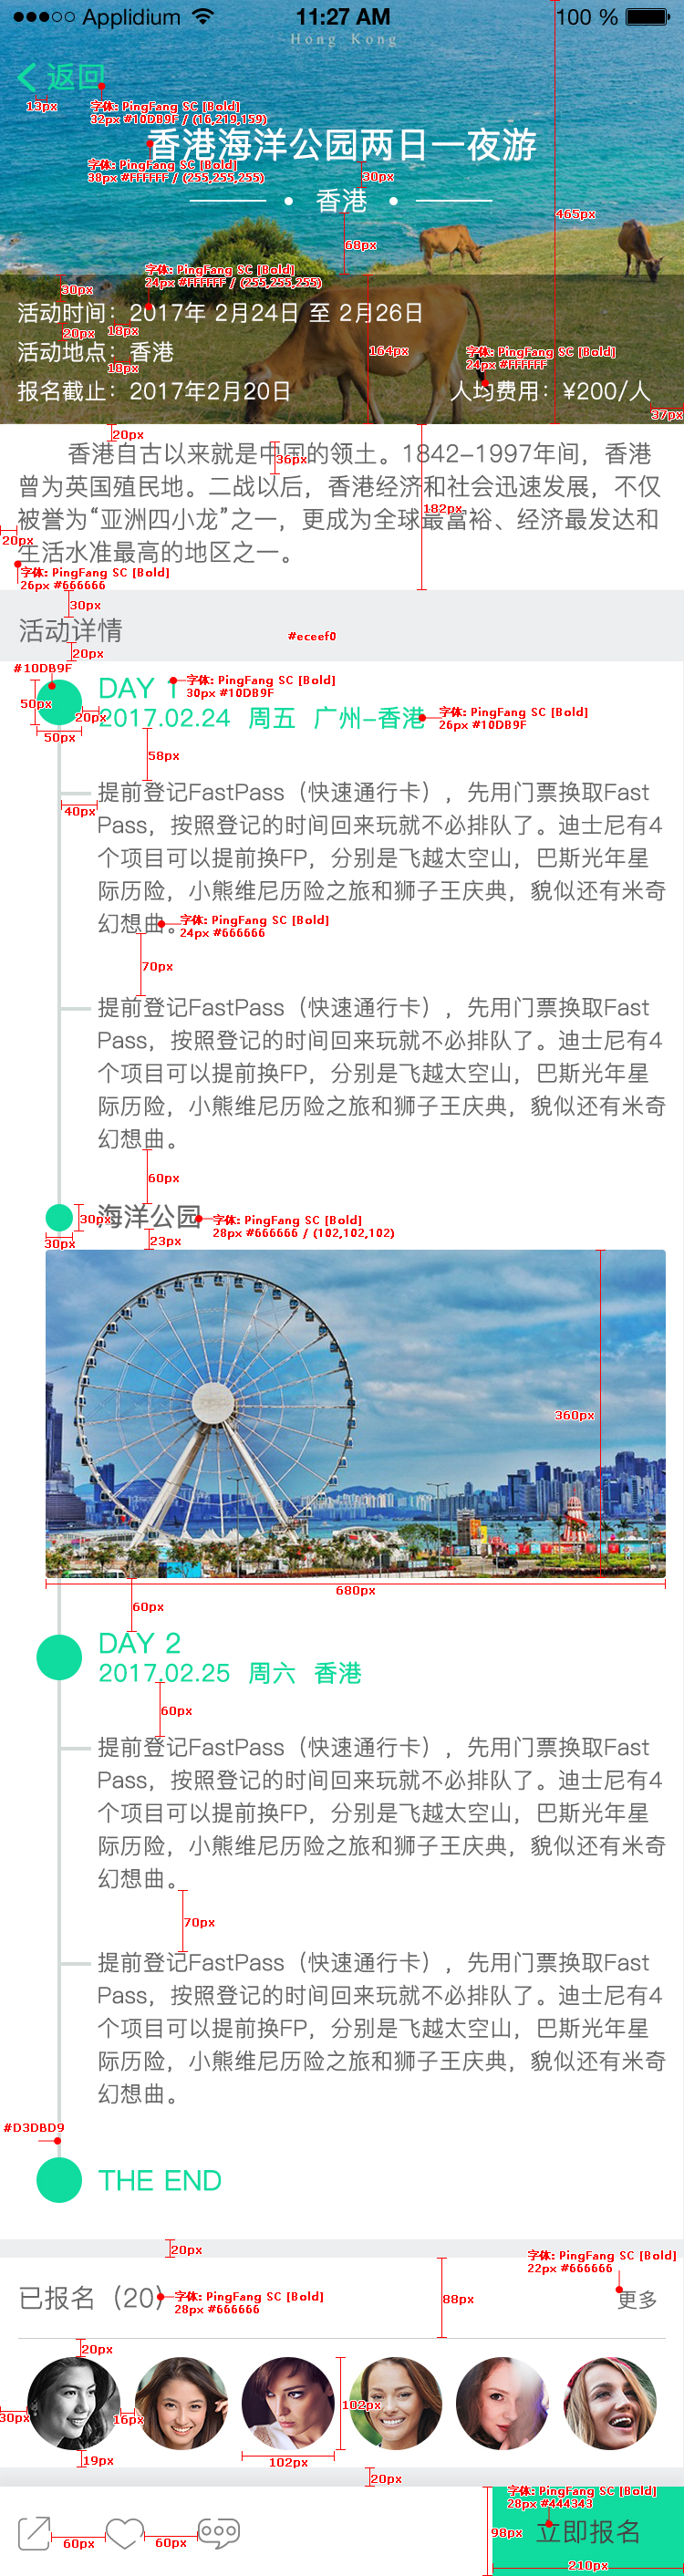 Applidium 11:27 AM 100 %
Hong Kong
返回
13px
字体: PingFang SC [Bold]
32px #10DB9F / (16,219,159)
香港海洋公园两日一夜游
字体: PingFang SC [Bold]
38px #FFFFFF / (255,255,255)
30px
香港
465px
68px
字体: PingFang SC [Bold]
24px #FFFFFF / (255,255,255)
30px
活动时间：2017年 2月24日 至 2月26日
20px
18px
活动地点：香港
164px
字体: PingFang SC [Bold]
24px #FFFFFF
18px
报名截止：2017年2月20日 人均费用：¥200/人
37px
20px
香港自古以来就是中国的领土。1842-1997年间，香港
36px
曾为英国殖民地。二战以后，香港经济和社会迅速发展，不仅
182px
被誉为“亚洲四小龙”之一，更成为全球最富裕、经济最发达和
20px
生活水准最高的地区之一。
字体: PingFang SC [Bold]
26px #666666
30px
活动详情
#eceef0
20px
#10DB9F
DAY 1
字体: PingFang SC [Bold]
30px #10DB9F
50px
20px
2017.02.24 周五 广州-香港
字体: PingFang SC [Bold]
26px #10DB9F
50px
58px
提前登记FastPass（快速通行卡），先用门票换取Fast
40px
Pass，按照登记的时间回来玩就不必排队了。迪士尼有4
个项目可以提前换FP，分别是飞越太空山，巴斯光年星
际历险，小熊维尼历险之旅和狮子王庆典，貌似还有米奇
幻想曲。
字体: PingFang SC [Bold]
24px #666666
70px
提前登记FastPass（快速通行卡），先用门票换取Fast
Pass，按照登记的时间回来玩就不必排队了。迪士尼有4
个项目可以提前换FP，分别是飞越太空山，巴斯光年星
际历险，小熊维尼历险之旅和狮子王庆典，貌似还有米奇
幻想曲。
60px
30px
海洋公园
字体: PingFang SC [Bold]
28px #666666 / (102,102,102)
30px
23px
360px
680px
60px
DAY 2
2017.02.25 周六 香港
60px
提前登记FastPass（快速通行卡），先用门票换取Fast
Pass，按照登记的时间回来玩就不必排队了。迪士尼有4
个项目可以提前换FP，分别是飞越太空山，巴斯光年星
际历险，小熊维尼历险之旅和狮子王庆典，貌似还有米奇
幻想曲。
70px
提前登记FastPass（快速通行卡），先用门票换取Fast
Pass，按照登记的时间回来玩就不必排队了。迪士尼有4
个项目可以提前换FP，分别是飞越太空山，巴斯光年星
际历险，小熊维尼历险之旅和狮子王庆典，貌似还有米奇
幻想曲。
#D3DBD9
THE END
20px
字体: PingFang SC [Bold]
22px #666666
已报名（20）
字体: PingFang SC [Bold]
28px #666666
88px
更多
20px
102px
30px
16px
19px
102px
20px
字体: PingFang SC [Bold]
28px #444343
98px
立即报名
60px
60px
210px